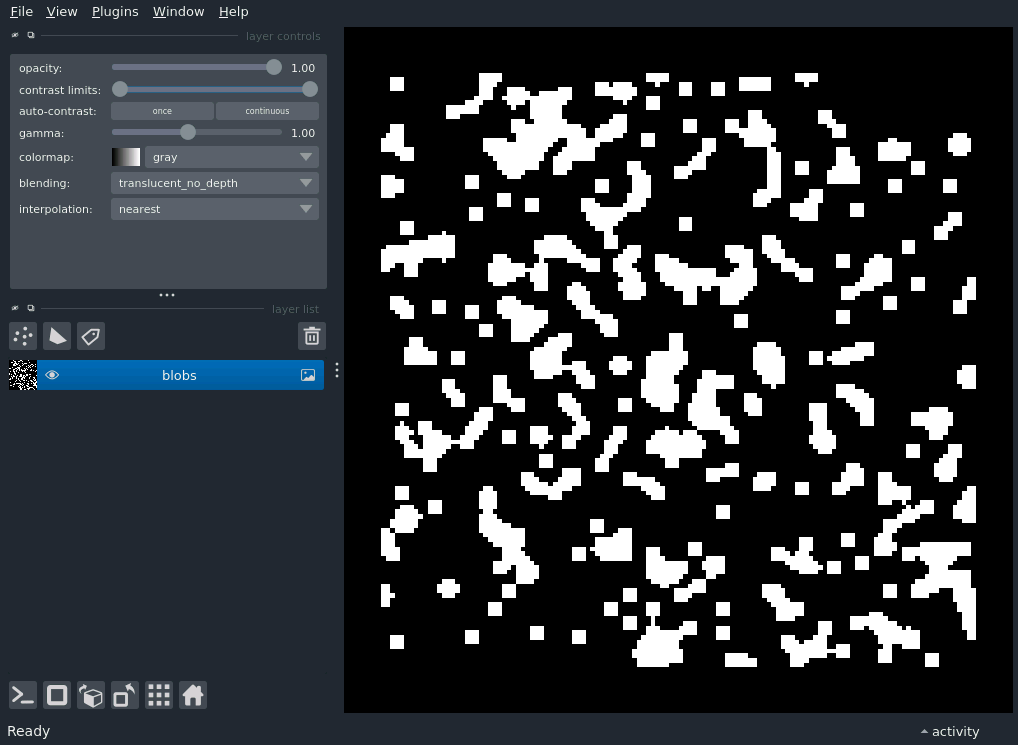 File View Plugins Window Help
layer controls
opacity: 1.00
contrast limits:
auto-contrast: once continuous
gamma: 1.00
colormap: gray
blending: translucent_no_depth
interpolation: nearest
layer list
blobs
Ready
activity